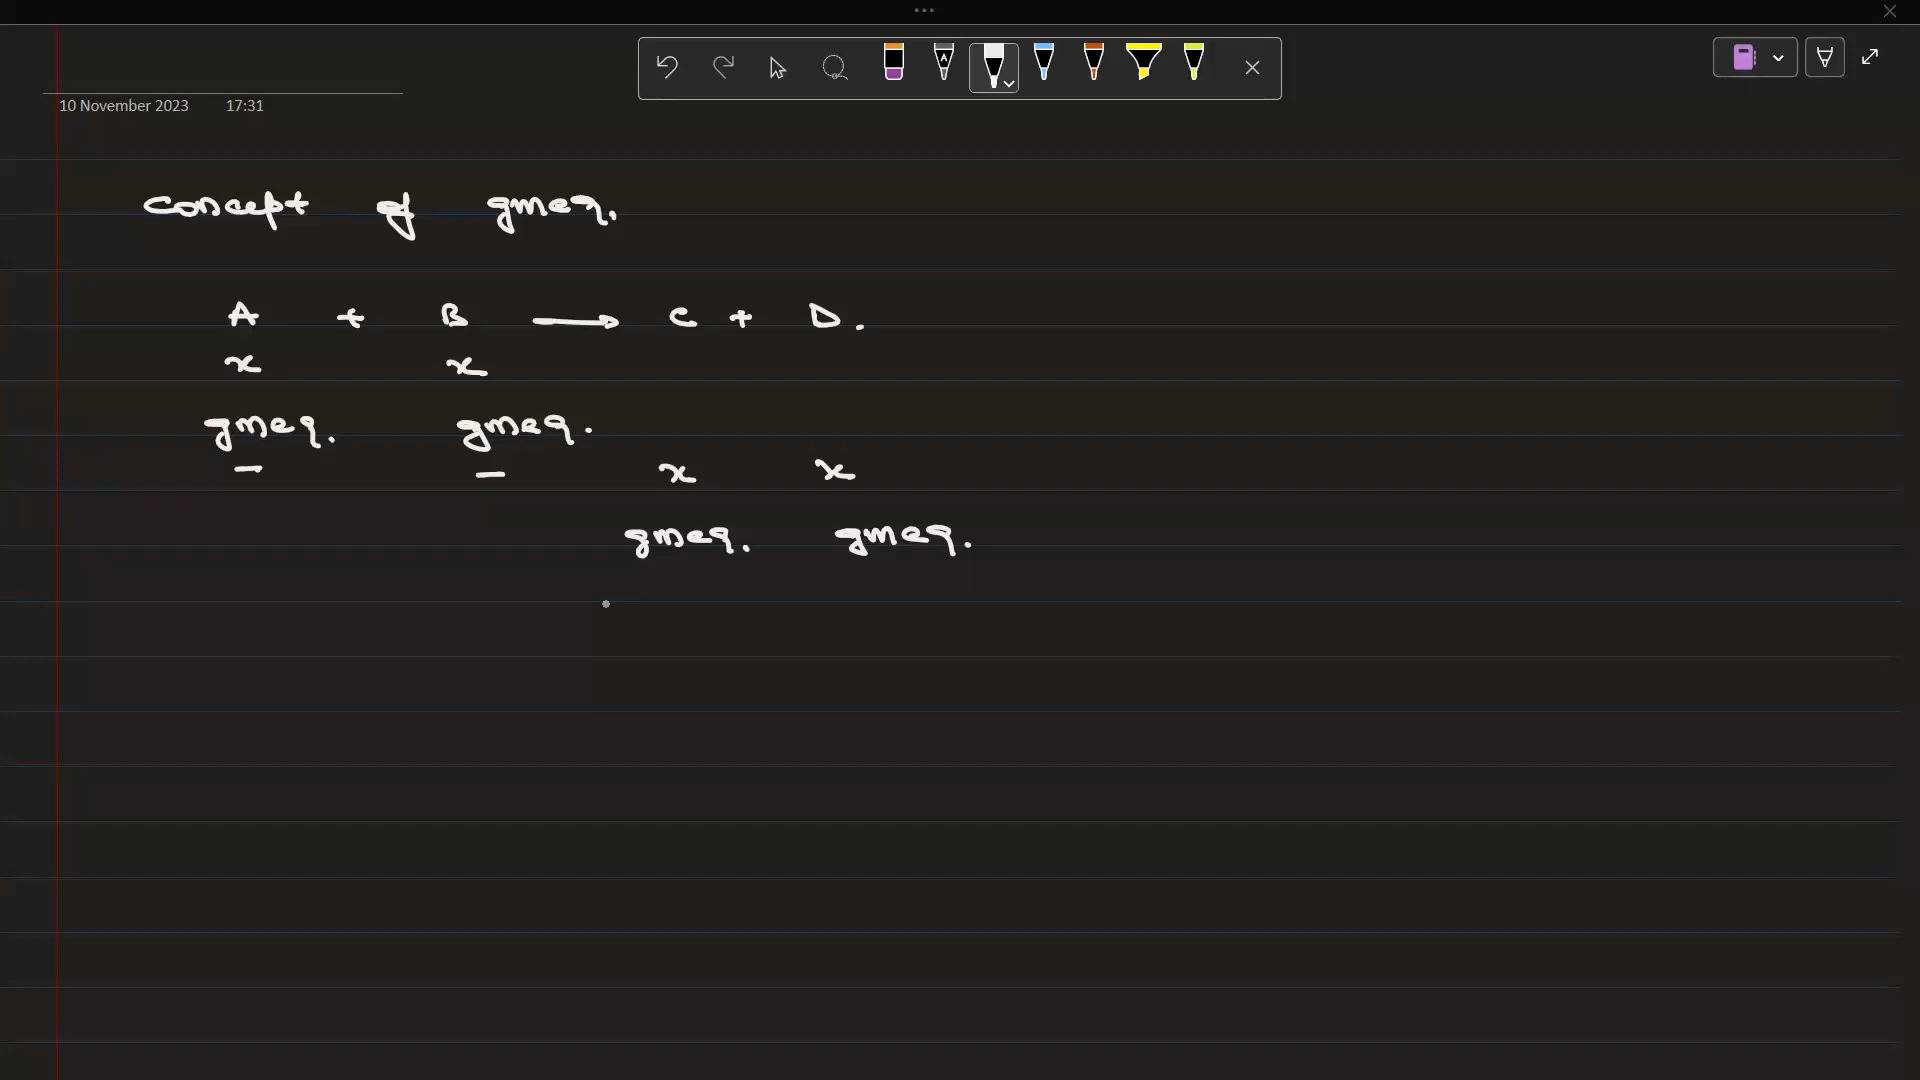 10 November 2023 17:31
concept of gmeq.
A + B ⟶ C + D.
x x
gmeq. gmeq.
– – x x
gmeq. gmeq.